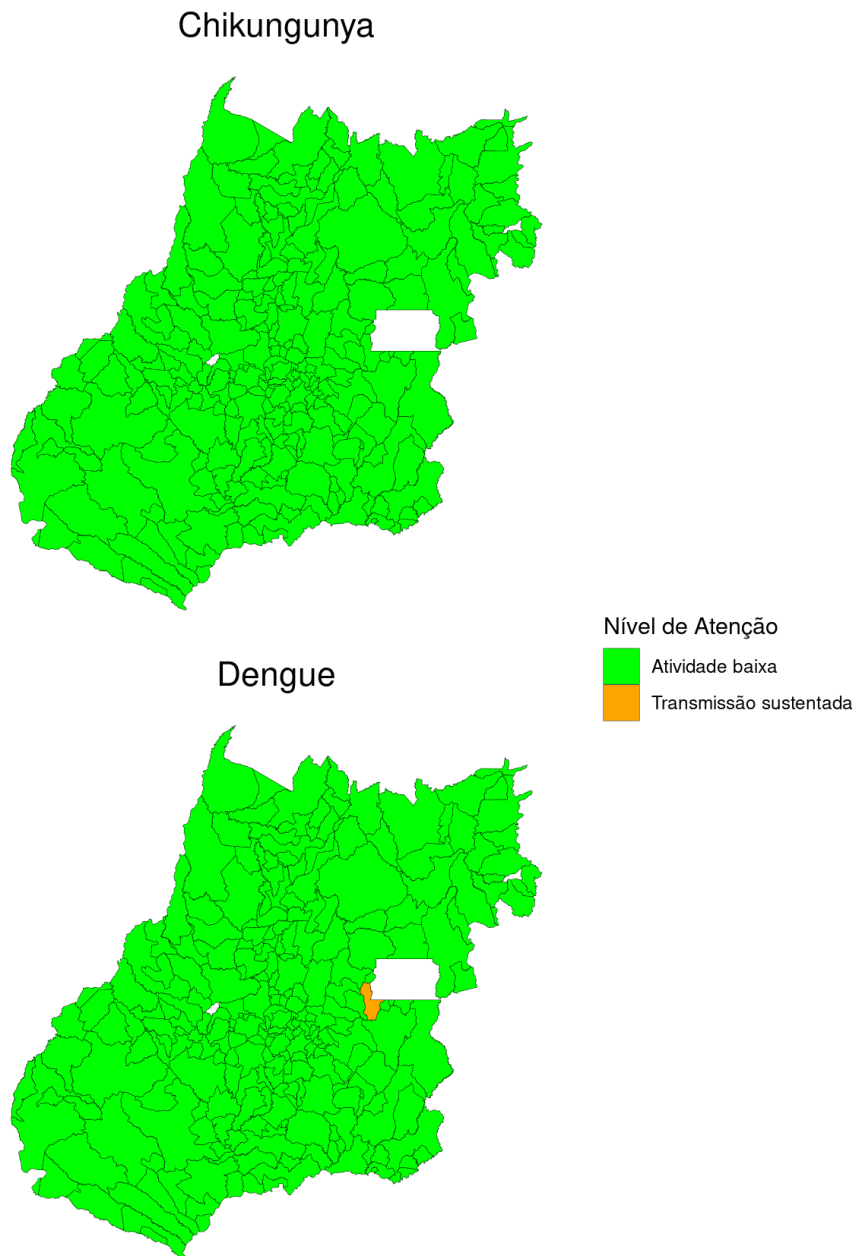 Chikungunya
Nível de Atenção
Atividade baixa
Transmissão sustentada
Dengue